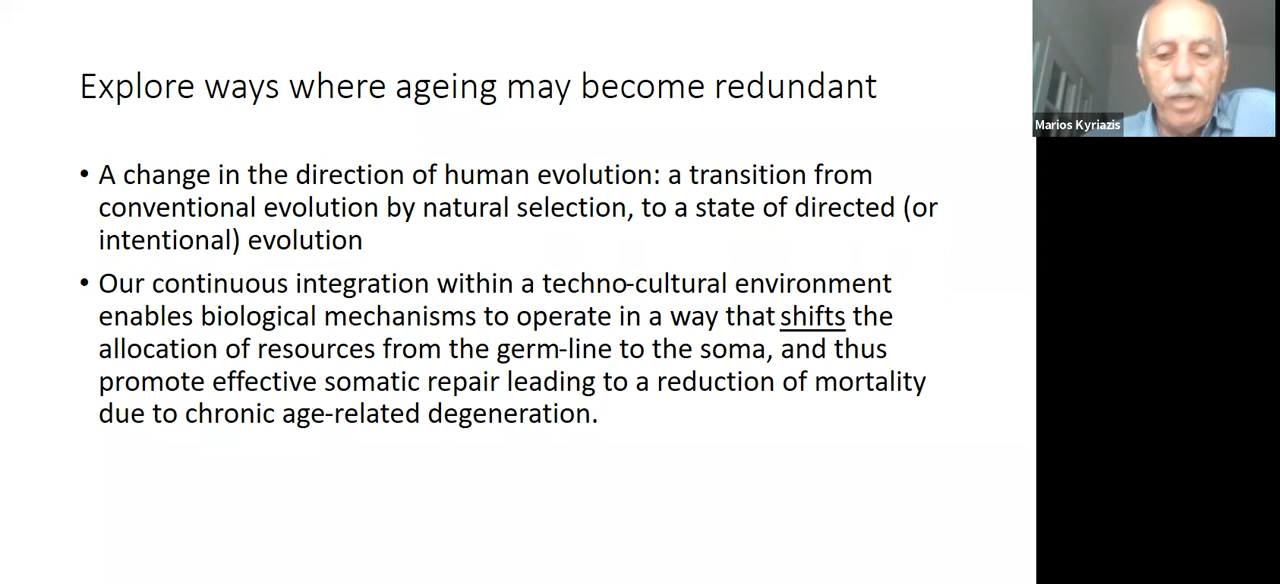 Explore ways where ageing may become redundant
• A change in the direction of human evolution: a transition from
conventional evolution by natural selection, to a state of directed (or
intentional) evolution
• Our continuous integration within a techno-cultural environment
enables biological mechanisms to operate in a way that shifts the
allocation of resources from the germ-line to the soma, and thus
promote effective somatic repair leading to a reduction of mortality
due to chronic age-related degeneration.
Marios Kyriazis